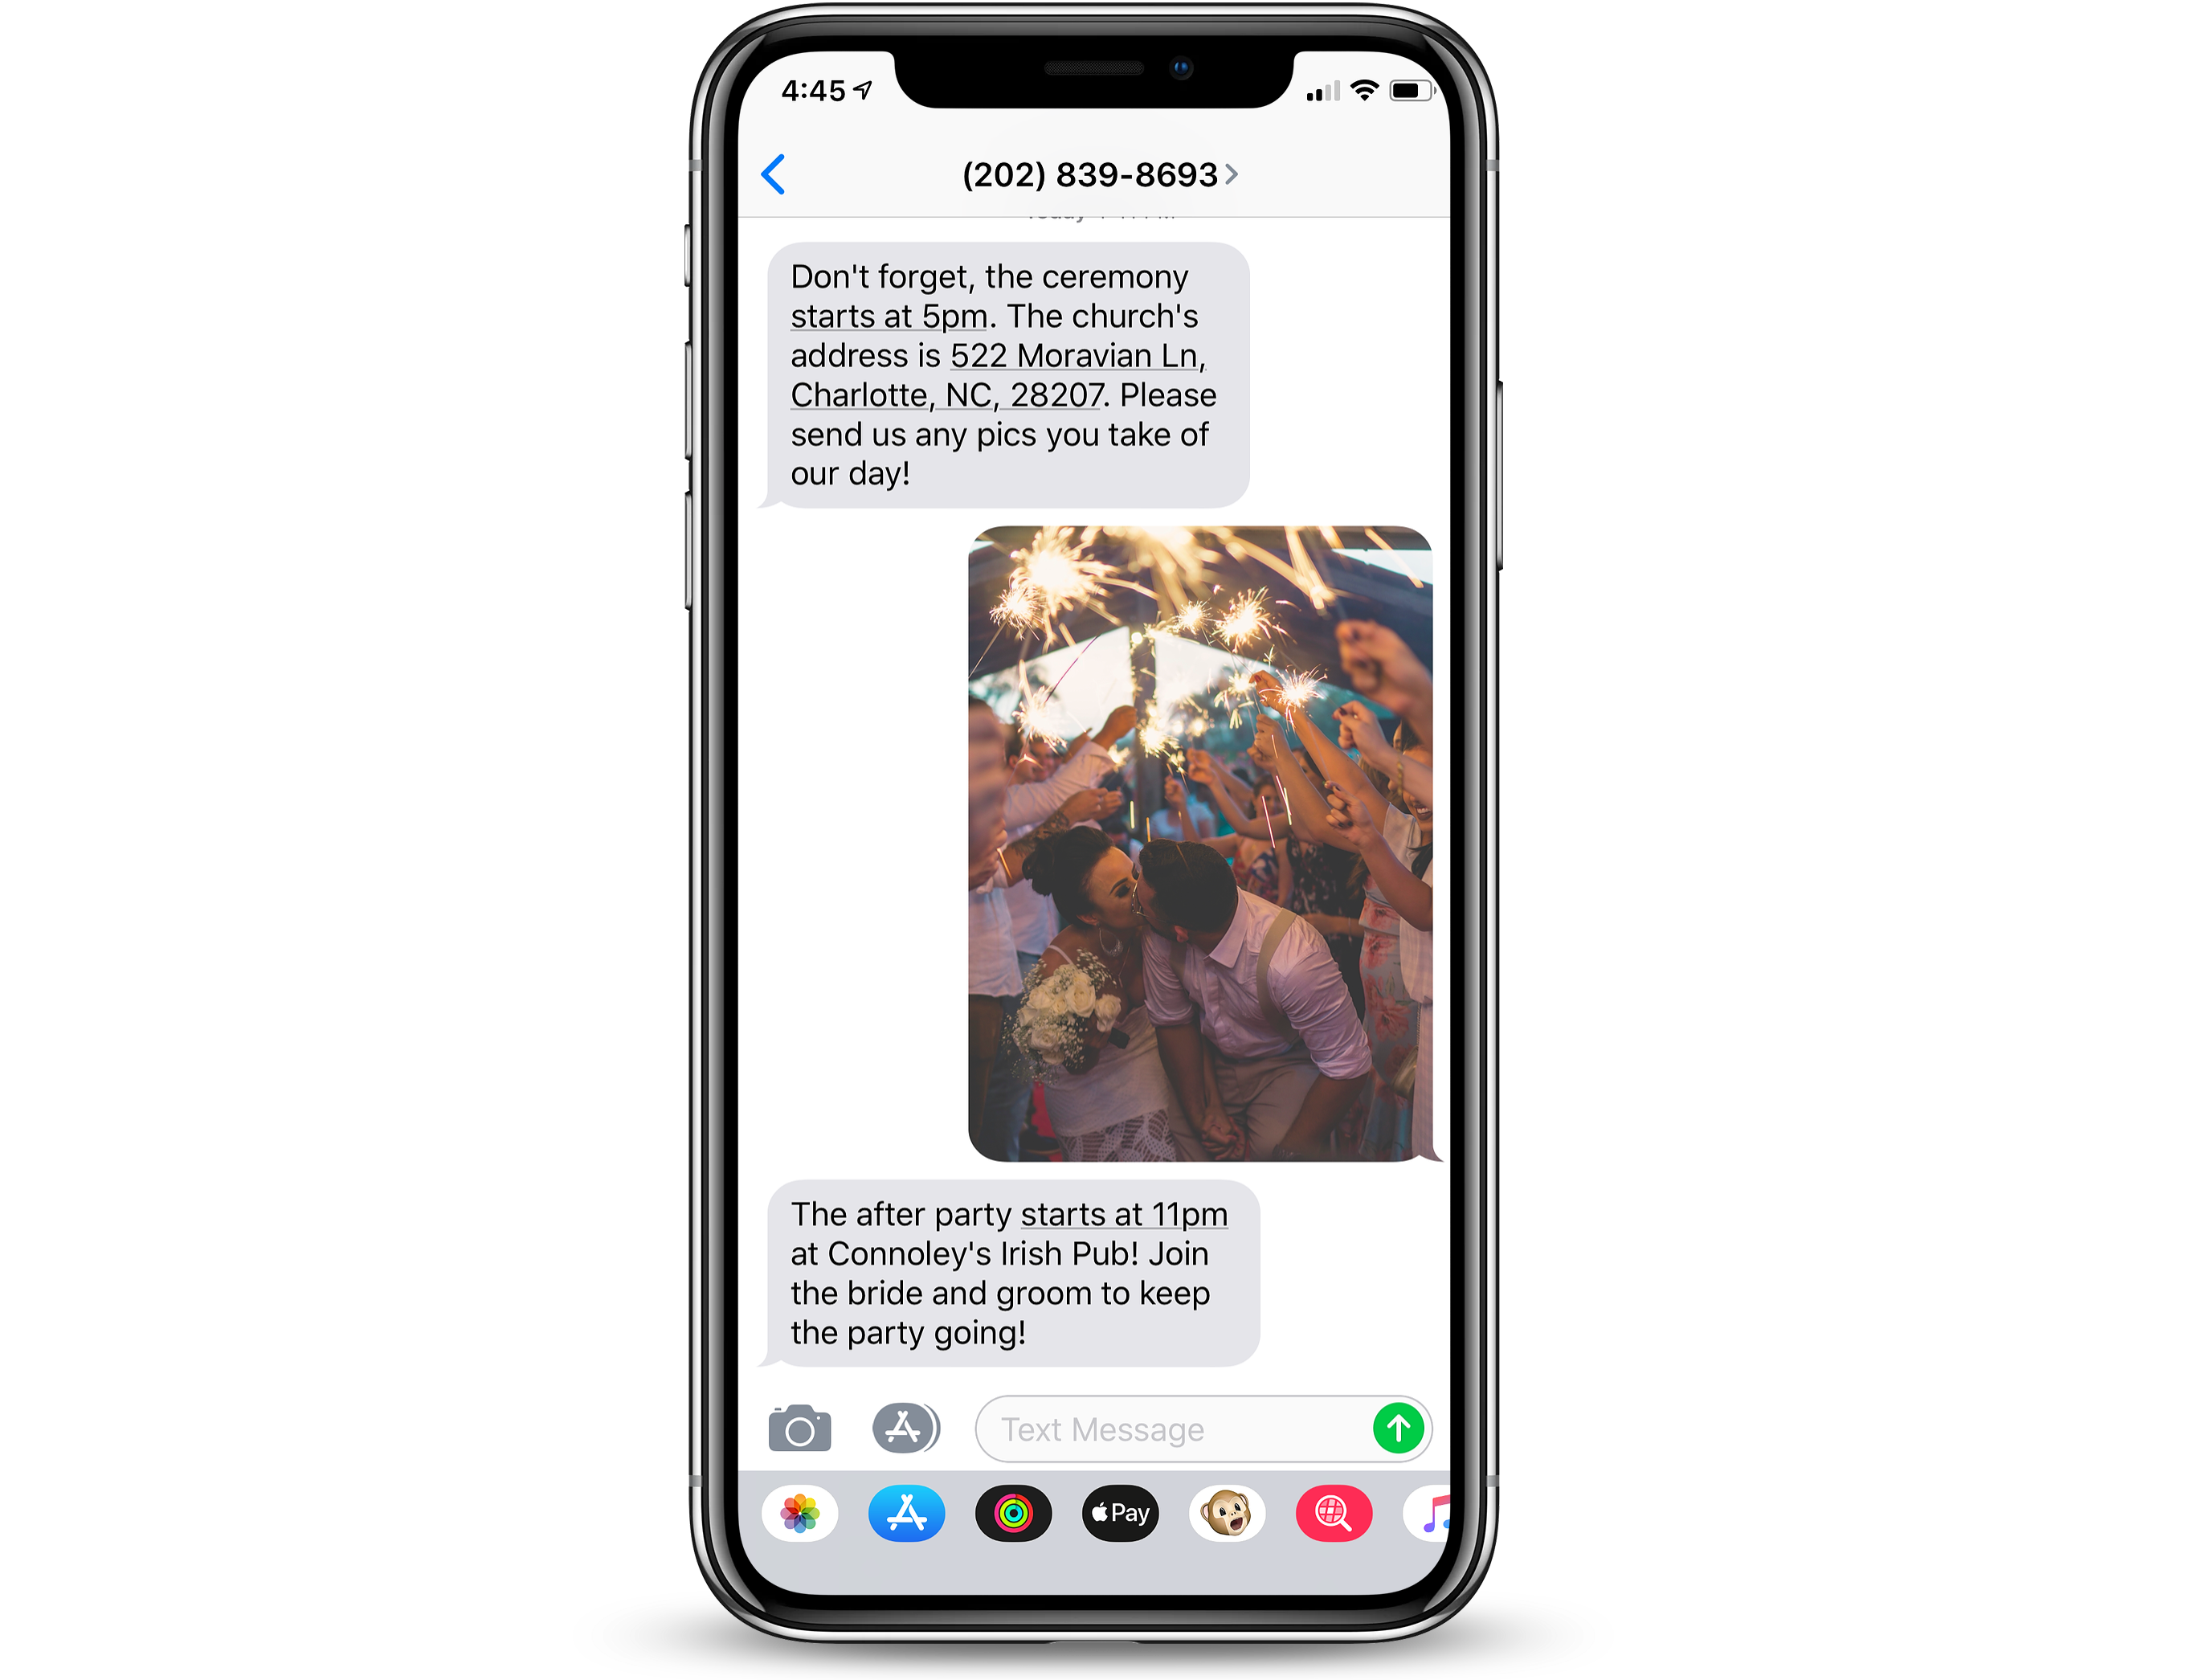 4:45
(202) 839-8693
Don't forget, the ceremony
starts at 5pm. The church's
address is 522 Moravian Ln,
Charlotte, NC, 28207. Please
send us any pics you take of
our day!
The after party starts at 11pm
at Connoley's Irish Pub! Join
the bride and groom to keep
the party going!
Text Message
Pay